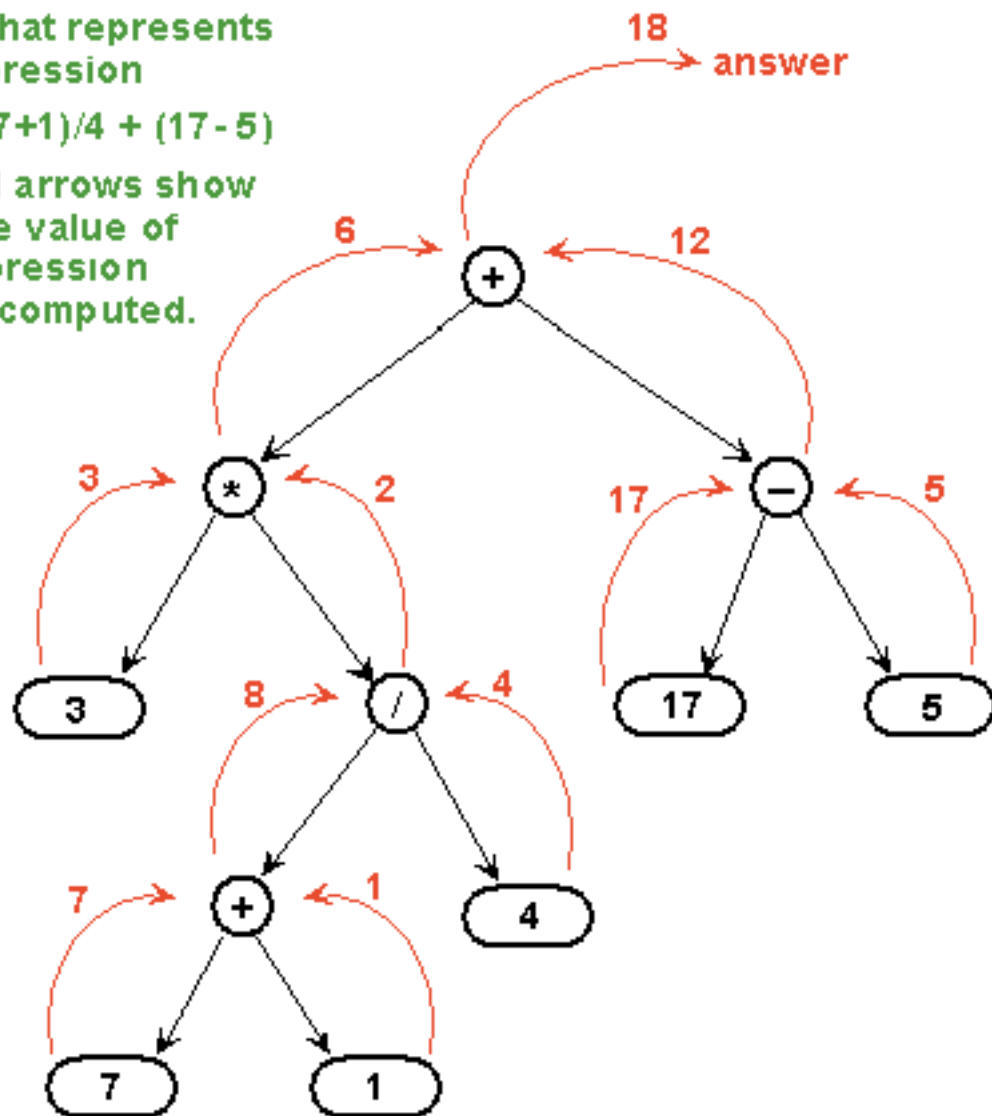 hat represents
pression
7+1)/4 + (17-5)
arrows show
e value of
pression
computed.
18
answer
6
12
+
3
*
2
17
–
5
3
8
/
4
17
5
7
+
1
4
7
1